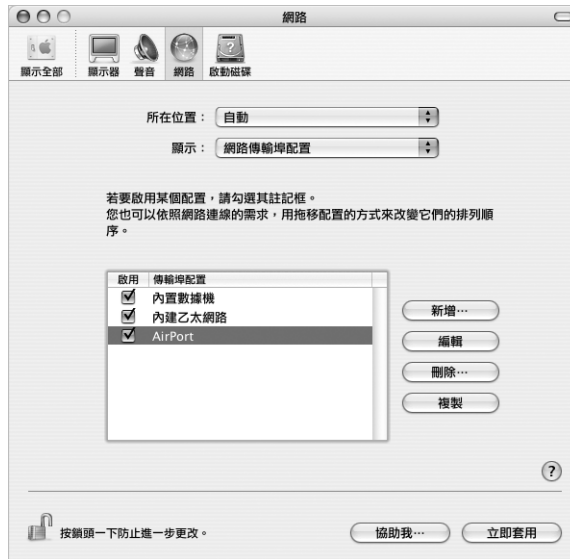 網路
顯示全部
顯示器
聲音
網路
啟動磁碟
所在位置：
自動
顯示：
網路傳輸埠配置
若要啟用某個配置，請勾選其註記框。
您也可以依照網路連線的需求，用拖移配置的方式來改變它們的排列順
序。
啟用 傳輸埠配置
內置數據機
內建乙太網路
AirPort
新增…
編輯
刪除…
複製
?
按鎖頭一下防止進一步更改。
協助我…
立即套用